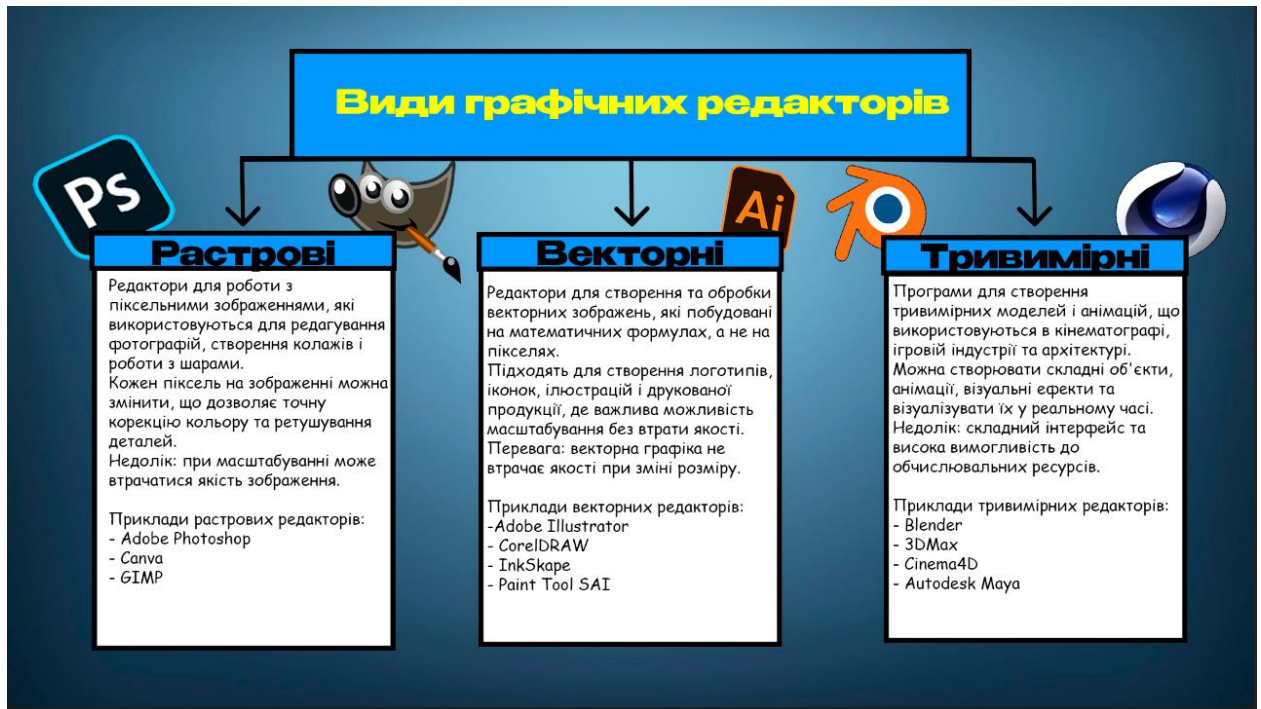 Види графічних редакторів
Ps
Ai
Растрові
Редактори для роботи з
піксельними зображеннями, які
використовуються для редагування
фотографій, створення колажів і
роботи з шарами.
Кожен піксель на зображенні можна
змінити, що дозволяє точну
корекцію кольору та ретушування
деталей.
Недолік: при масштабуванні може
втрачатися якість зображення.
Приклади растрових редакторів:
- Adobe Photoshop
- Canva
- GIMP
Векторні
Редактори для створення та обробки
векторних зображень, які побудовані
на математичних формулах, а не на
пікселях.
Підходять для створення логотипів,
іконок, ілюстрацій і друкованої
продукції, де важлива можливість
масштабування без втрати якості.
Перевага: векторна графіка не
втрачає якості при зміні розміру.
Приклади векторних редакторів:
-Adobe Illustrator
- CorelDRAW
- InkSkape
- Paint Tool SAI
Тривимірні
Програми для створення
тривимірних моделей і анімацій, що
використовуються в кінематографі,
ігровій індустрії та архітектурі.
Можна створювати складні об'єкти,
анімації, візуальні ефекти та
візуалізувати їх у реальному часі.
Недолік: складний інтерфейс та
висока вимогливість до
обчислювальних ресурсів.
Приклади тривимірних редакторів:
- Blender
- 3DMax
- Cinema4D
- Autodesk Maya